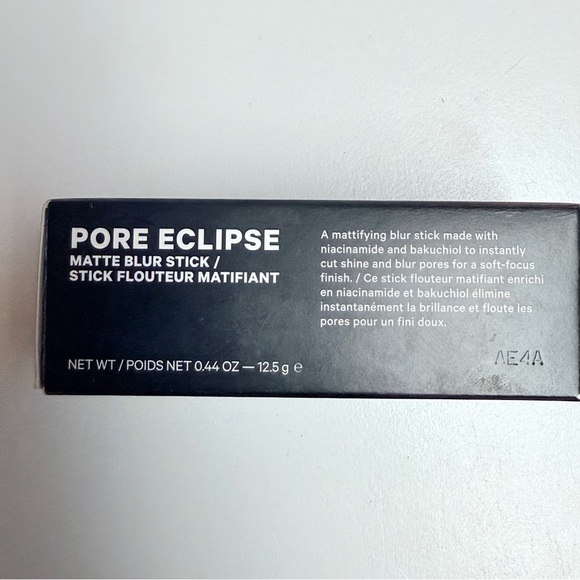 PORE ECLIPSE
MATTE BLUR STICK /
STICK FLOUTEUR MATIFIANT
NET WT / POIDS NET 0.44 OZ — 12.5 g ℮
A mattifying blur stick made with
niacinamide and bakuchiol to instantly
cut shine and blur pores for a soft-focus
finish. / Ce stick flouteur matifiant enrichi
en niacinamide et bakuchiol élimine
instantanément la brillance et floute les
pores pour un fini doux.
AE4A